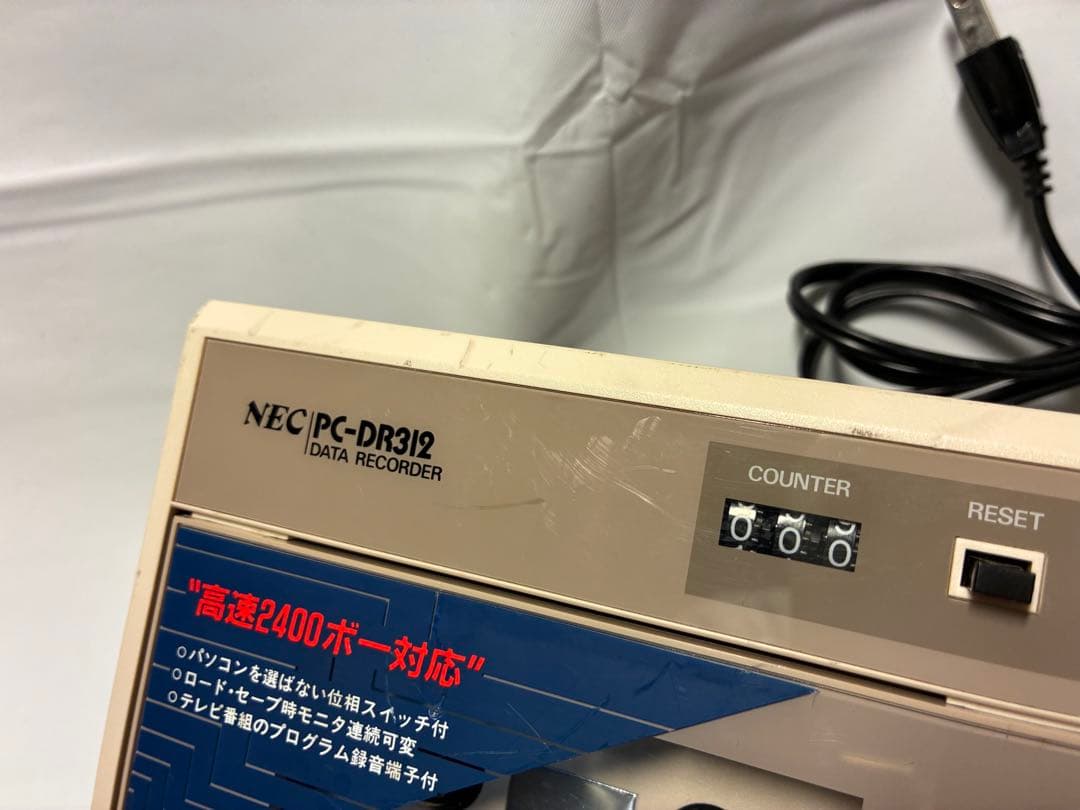 NEC PC-DR312
DATA RECORDER
COUNTER
000
RESET
"高速2400ボー対応"
○パソコンを選ばない位相スイッチ付
○ロード・セーブ時モニタ連続可変
○テレビ番組のプログラム録音端子付